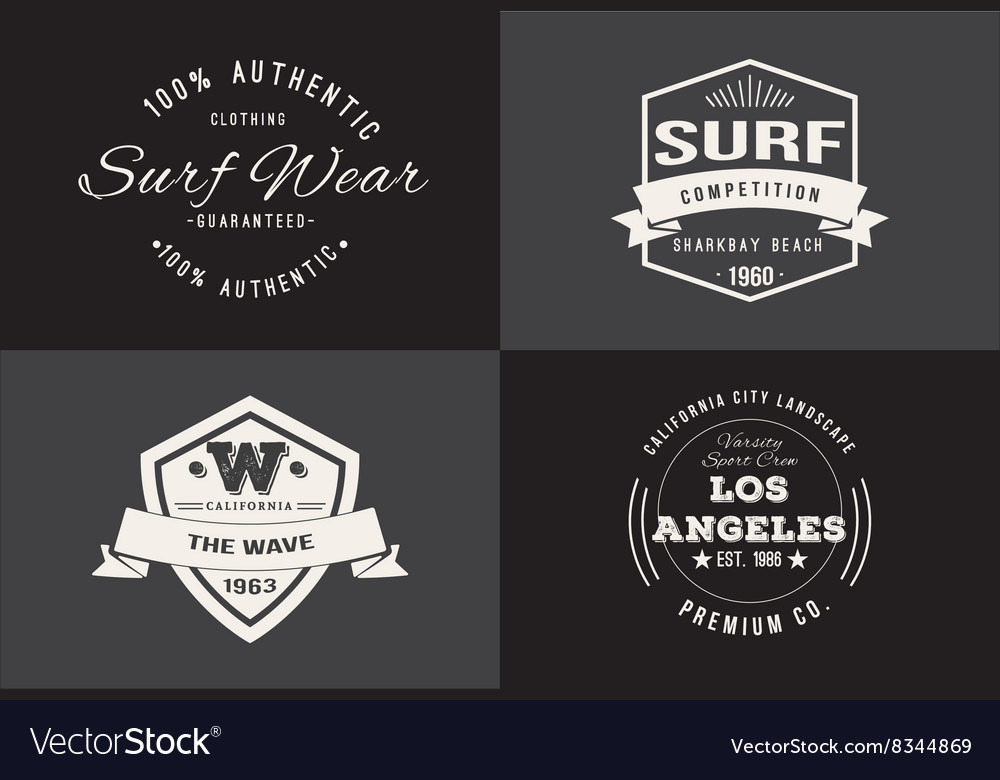 100% AUTHENTIC
CLOTHING
Surf Wear
-GUARANTEED-
•100% AUTHENTIC•
SURF
COMPETITION
SHARKBAY BEACH
· 1960 ·
W
CALIFORNIA
THE WAVE
1963
CALIFORNIA CITY LANDSCAPE
Varsity
Sport Crew
LOS
ANGELES
★ EST. 1986 ★
PREMIUM CO.
VectorStock®
VectorStock.com/8344869